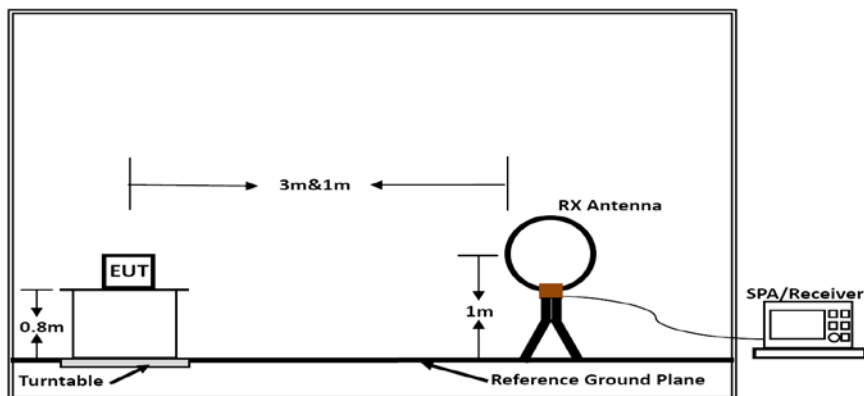 3m&1m
RX Antenna
EUT
SPA/Receiver
0.8m
1m
Turntable
Reference Ground Plane